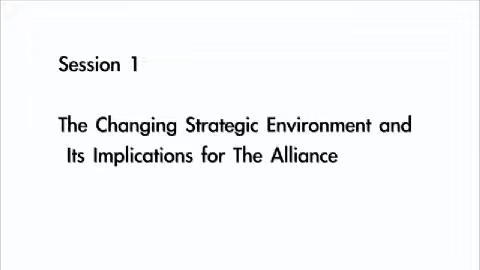 Session 1
The Changing Strategic Environment and
Its Implications for The Alliance